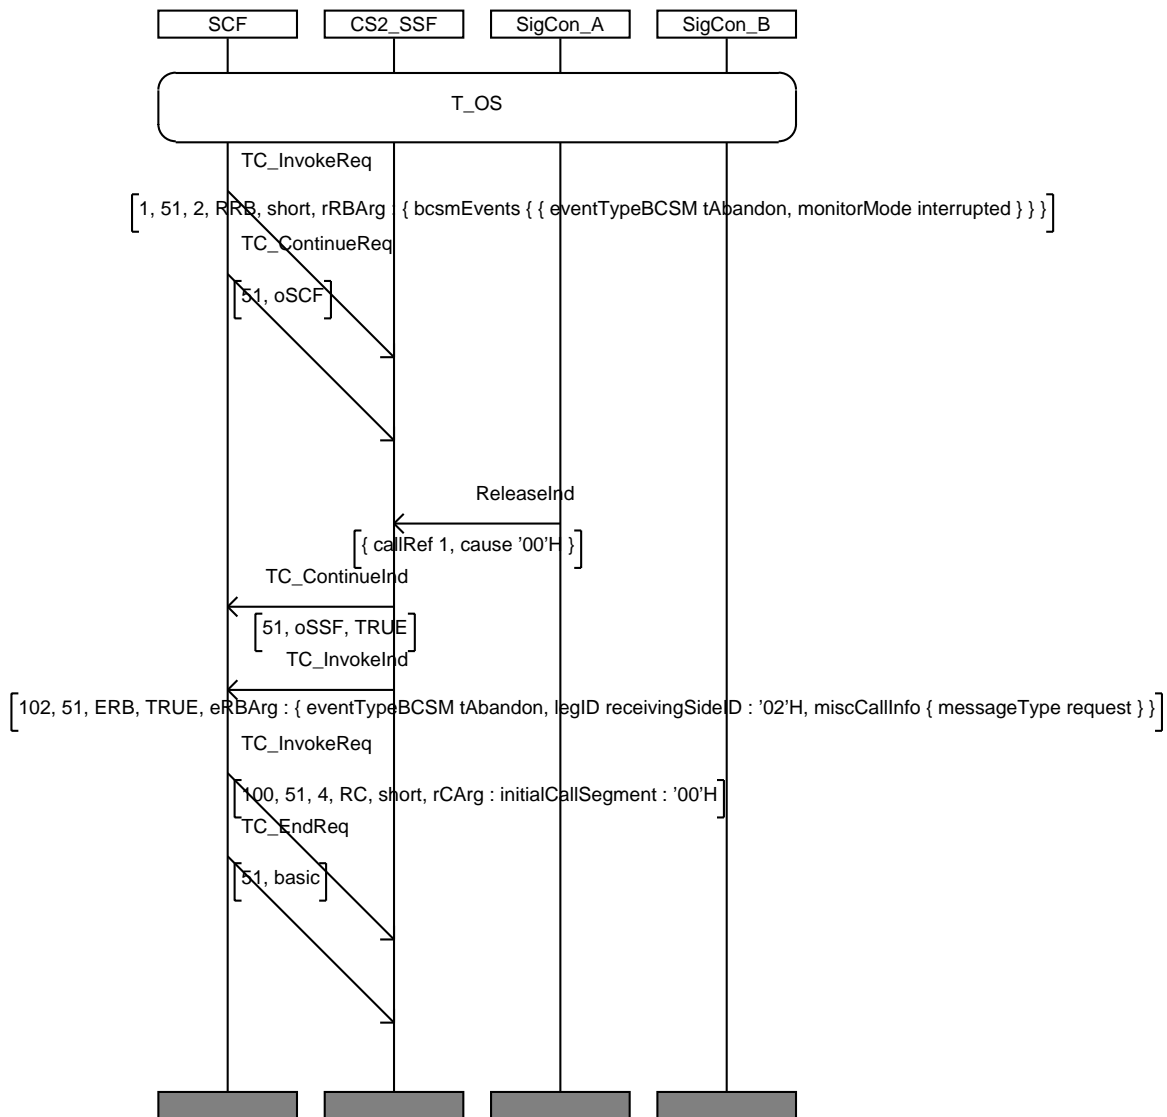 SCF CS2_SSF SigCon_A SigCon_B
T_OS
TC_InvokeReq
1, 51, 2, RRB, short, rRBArg : { bcsmEvents { { eventTypeBCSM tAbandon, monitorMode interrupted } } }
TC_ContinueReq
51, oSCF
ReleaseInd
{ callRef 1, cause '00'H }
TC_ContinueInd
51, oSSF, TRUE
TC_InvokeInd
102, 51, ERB, TRUE, eRBArg : { eventTypeBCSM tAbandon, legID receivingSideID : '02'H, miscCallInfo { messageType request } }
TC_InvokeReq
100, 51, 4, RC, short, rCArg : initialCallSegment : '00'H
TC_EndReq
51, basic